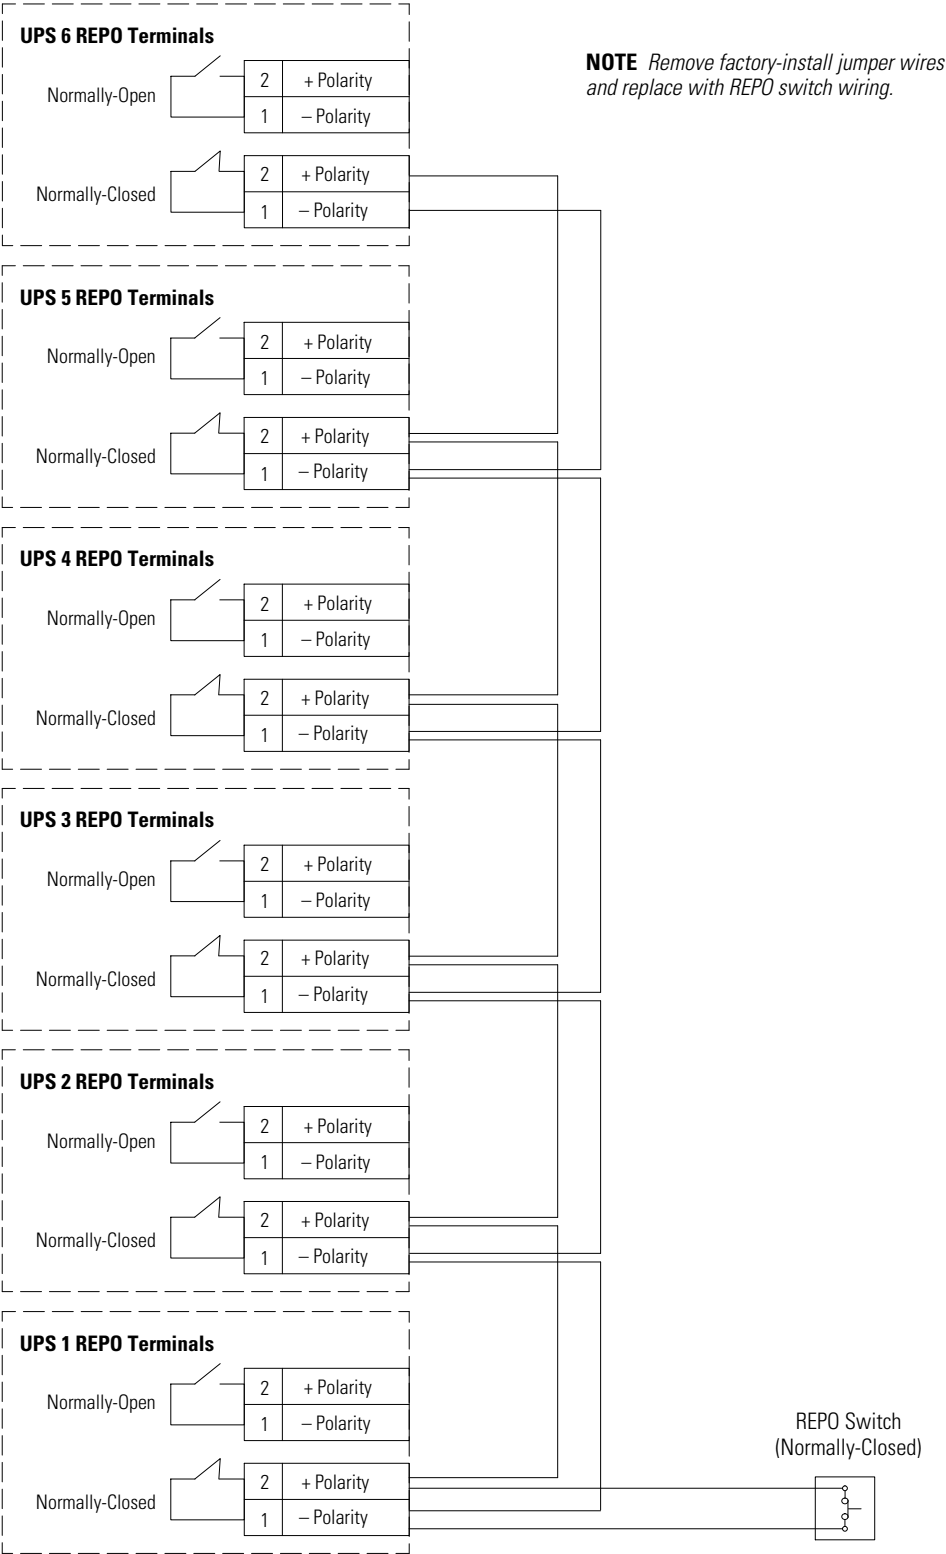 UPS 6 REPO Terminals
NOTE Remove factory-install jumper wires
and replace with REPO switch wiring.
Normally-Open
2 + Polarity
1 – Polarity
Normally-Closed
2 + Polarity
1 – Polarity
UPS 5 REPO Terminals
Normally-Open
2 + Polarity
1 – Polarity
Normally-Closed
2 + Polarity
1 – Polarity
UPS 4 REPO Terminals
Normally-Open
2 + Polarity
1 – Polarity
Normally-Closed
2 + Polarity
1 – Polarity
UPS 3 REPO Terminals
Normally-Open
2 + Polarity
1 – Polarity
Normally-Closed
2 + Polarity
1 – Polarity
UPS 2 REPO Terminals
Normally-Open
2 + Polarity
1 – Polarity
Normally-Closed
2 + Polarity
1 – Polarity
UPS 1 REPO Terminals
Normally-Open
2 + Polarity
1 – Polarity
Normally-Closed
2 + Polarity
1 – Polarity
REPO Switch
(Normally-Closed)